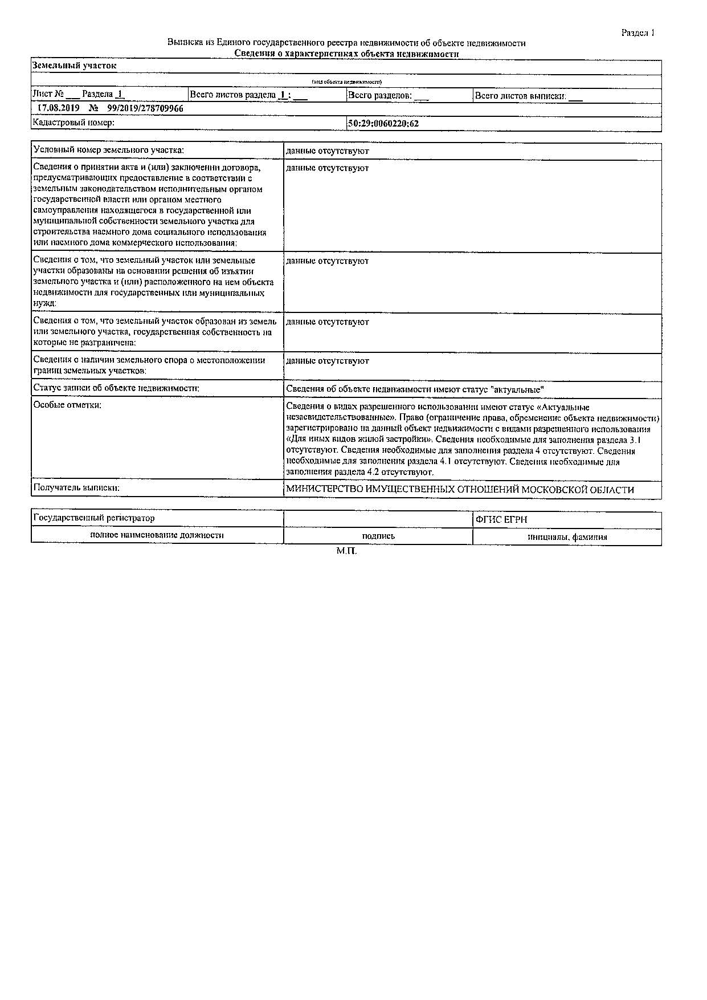 Раздел 1
Выписка из Единого государственного реестра недвижимости об объекте недвижимости
Сведения о характеристиках объекта недвижимости
Земельный участок
(вид объекта недвижимости)
Лист № ___ Раздела 1 Всего листов раздела 1 : ___ Всего разделов: ___ Всего листов выписки: ___
17.08.2019 № 99/2019/278709966
Кадастровый номер: 50:29:0060220:62
Условный номер земельного участка: данные отсутствуют
Сведения о принятии акта и (или) заключении договора, данные отсутствуют
предусматривающих предоставление в соответствии с
земельным законодательством исполнительным органом
государственной власти или органом местного
самоуправления находящегося в государственной или
муниципальной собственности земельного участка для
строительства наемного дома социального использования
или наемного дома коммерческого использования:
Сведения о том, что земельный участок или земельные данные отсутствуют
участки образованы на основании решения об изъятии
земельного участка и (или) расположенного на нем объекта
недвижимости для государственных или муниципальных
нужд:
Сведения о том, что земельный участок образован из земель данные отсутствуют
или земельного участка, государственная собственность на
которые не разграничена:
Сведения о наличии земельного спора о местоположении данные отсутствуют
границ земельных участков:
Статус записи об объекте недвижимости: Сведения об объекте недвижимости имеют статус "актуальные"
Особые отметки: Сведения о видах разрешенного использовании имеют статус «Актуальные
незасвидетельствованные». Право (ограничение права, обременение объекта недвижимости)
зарегистрировано на данный объект недвижимости с видами разрешенного использования
«Для иных видов жилой застройки». Сведения необходимые для заполнения раздела 3.1
отсутствуют. Сведения необходимые для заполнения раздела 4 отсутствуют. Сведения
необходимые для заполнения раздела 4.1 отсутствуют. Сведения необходимые для
заполнения раздела 4.2 отсутствуют.
Получатель выписки: МИНИСТЕРСТВО ИМУЩЕСТВЕННЫХ ОТНОШЕНИЙ МОСКОВСКОЙ ОБЛАСТИ
Государственный регистратор ФГИС ЕГРН
полное наименование должности подпись инициалы, фамилия
М.П.